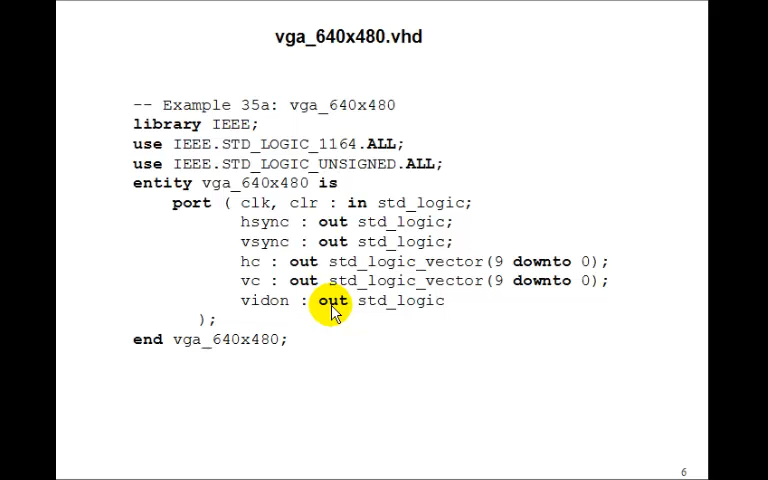 vga_640x480.vhd
-- Example 35a: vga_640x480
library IEEE;
use IEEE.STD_LOGIC_1164.ALL;
use IEEE.STD_LOGIC_UNSIGNED.ALL;
entity vga_640x480 is
port ( clk, clr : in std_logic;
hsync : out std_logic;
vsync : out std_logic;
hc : out std_logic_vector(9 downto 0);
vc : out std_logic_vector(9 downto 0);
vidon : out std_logic
);
end vga_640x480;
6